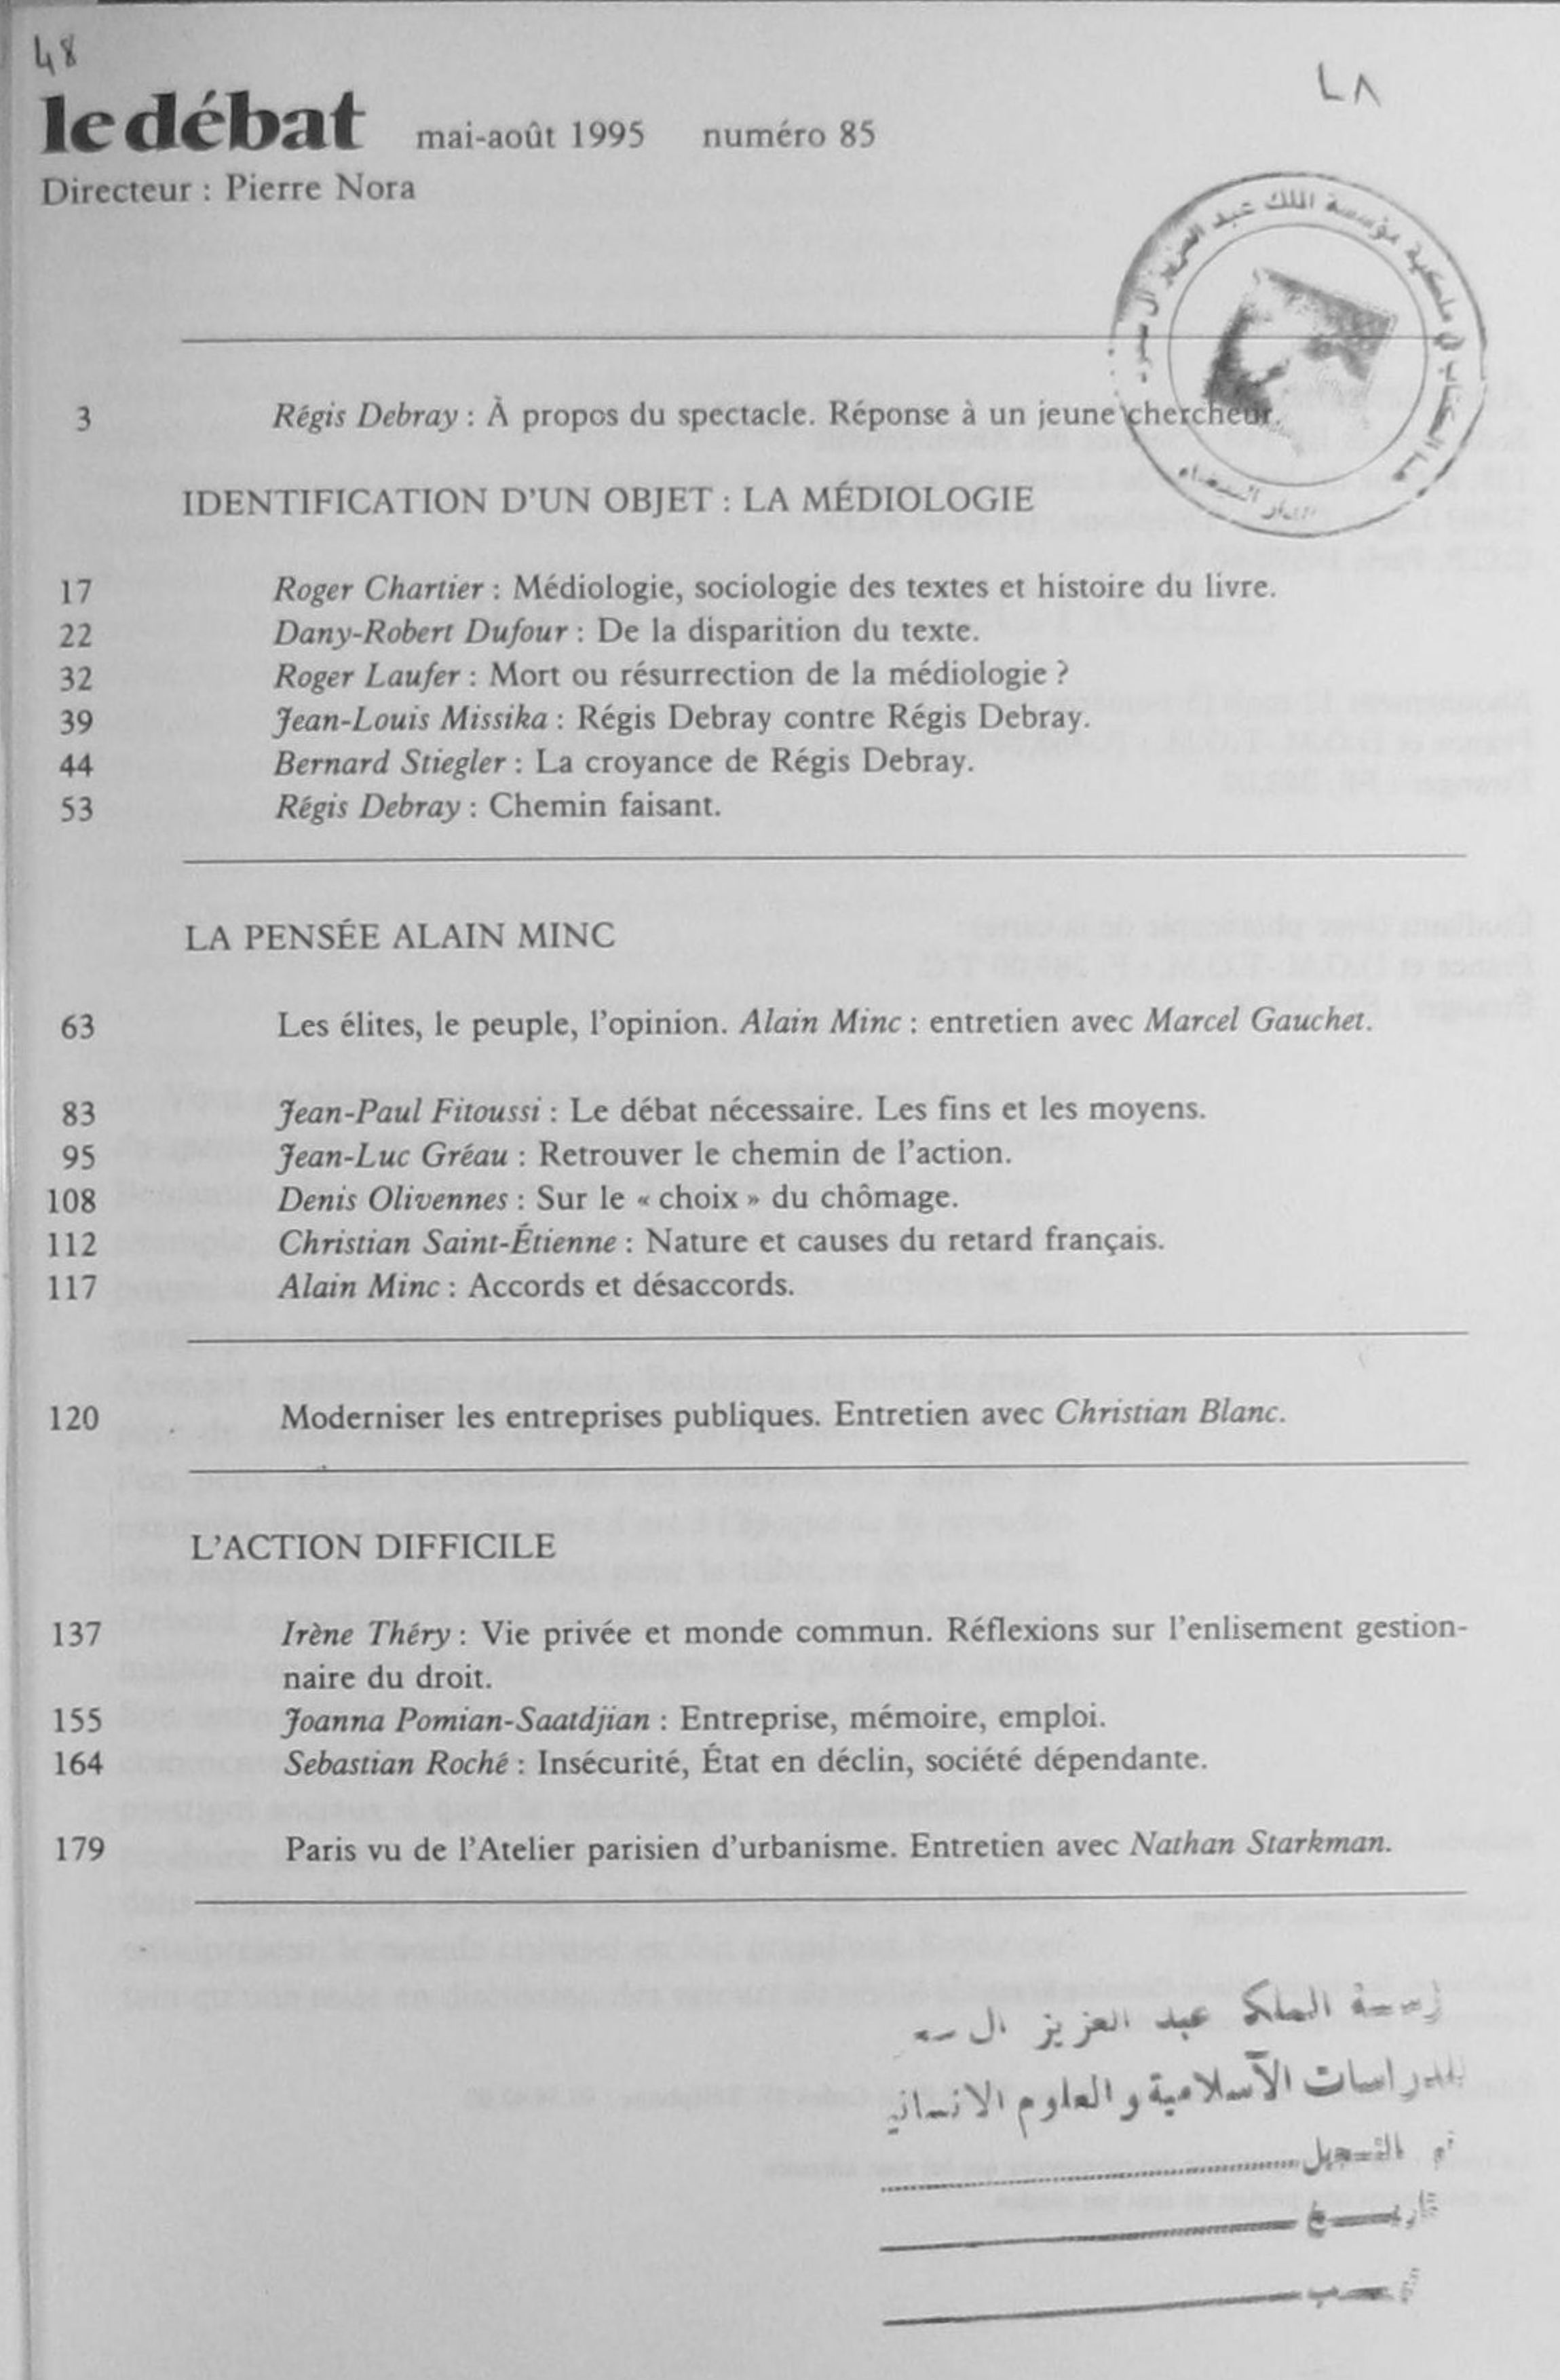 48
le débat mai-août 1995 numéro 85
Directeur : Pierre Nora
مؤسسة الملك عبد العزيز ال
الدار البيضاء
3 Régis Debray : À propos du spectacle. Réponse à un jeune chercheur.
IDENTIFICATION D'UN OBJET : LA MÉDIOLOGIE
17 Roger Chartier : Médiologie, sociologie des textes et histoire du livre.
22 Dany-Robert Dufour : De la disparition du texte.
32 Roger Laufer : Mort ou résurrection de la médiologie ?
39 Jean-Louis Missika : Régis Debray contre Régis Debray.
44 Bernard Stiegler : La croyance de Régis Debray.
53 Régis Debray : Chemin faisant.
LA PENSÉE ALAIN MINC
63 Les élites, le peuple, l'opinion. Alain Minc : entretien avec Marcel Gauchet.
83 Jean-Paul Fitoussi : Le débat nécessaire. Les fins et les moyens.
95 Jean-Luc Gréau : Retrouver le chemin de l'action.
108 Denis Olivennes : Sur le « choix » du chômage.
112 Christian Saint-Étienne : Nature et causes du retard français.
117 Alain Minc : Accords et désaccords.
120 Moderniser les entreprises publiques. Entretien avec Christian Blanc.
L'ACTION DIFFICILE
137 Irène Théry : Vie privée et monde commun. Réflexions sur l'enlisement gestion-
naire du droit.
155 Joanna Pomian-Saatdjian : Entreprise, mémoire, emploi.
164 Sebastian Roché : Insécurité, État en déclin, société dépendante.
179 Paris vu de l'Atelier parisien d'urbanisme. Entretien avec Nathan Starkman.
الملك عبد العزيز ال
للدراسات الاسلامية و العلوم الانسانية
التسجيل
تاريخ